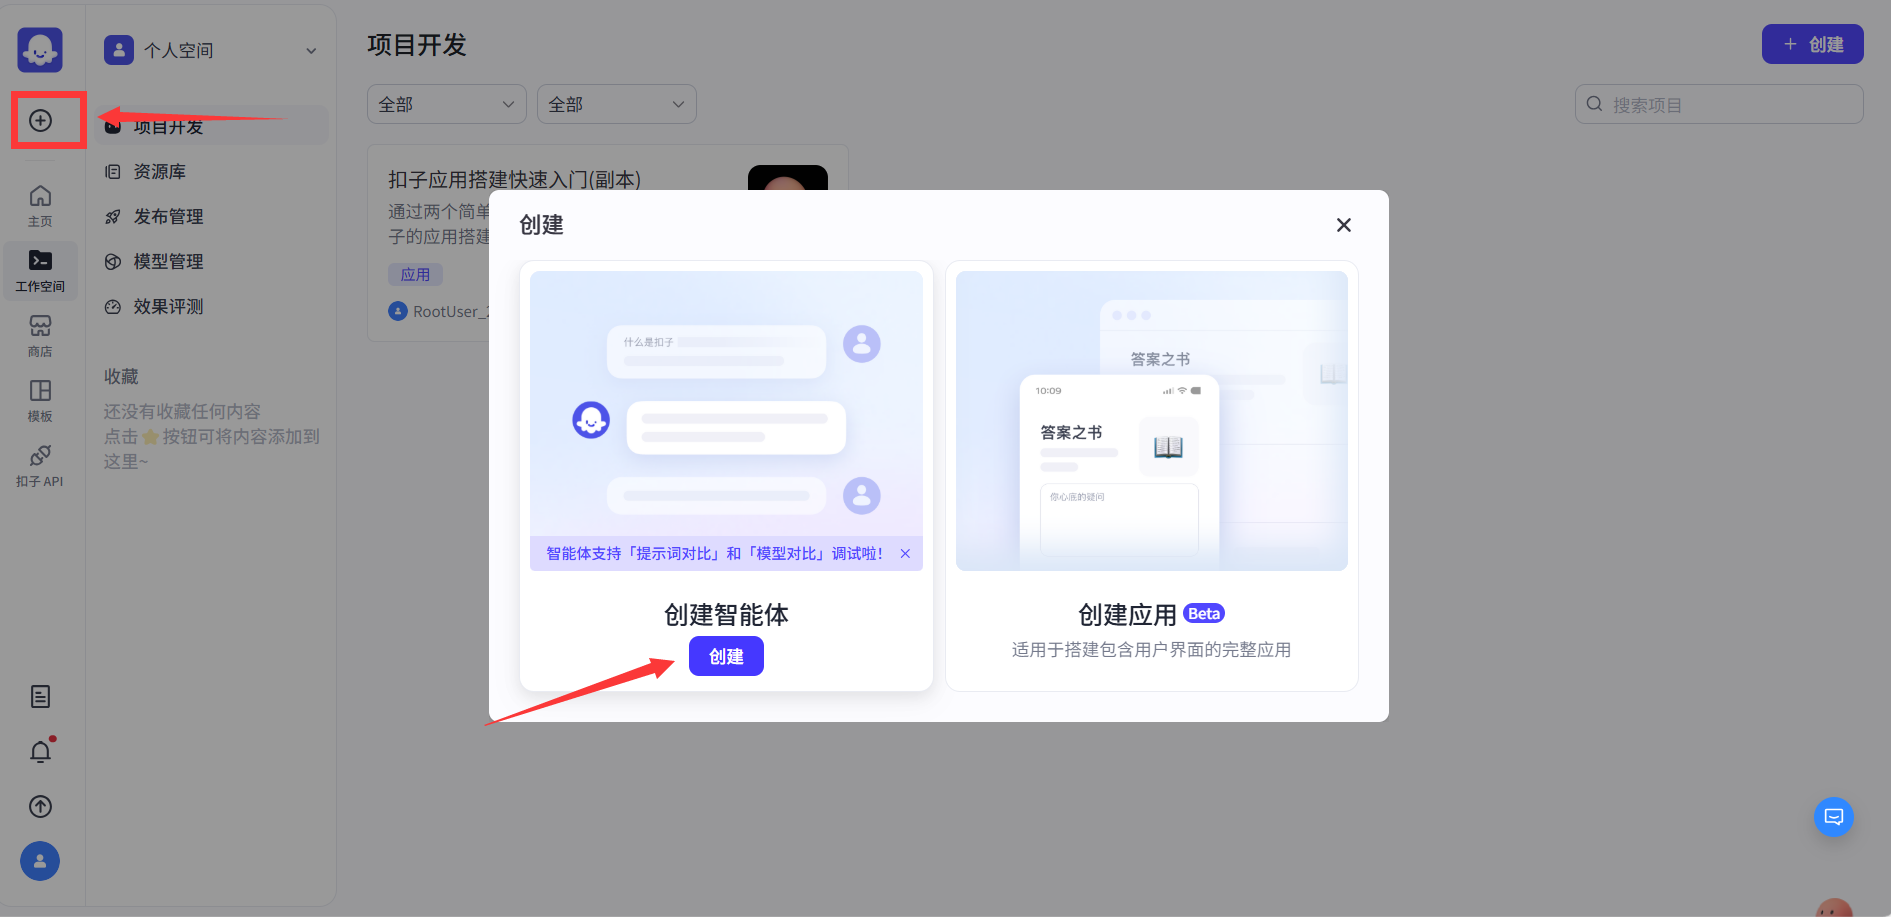 个人空间
项目开发
资源库
发布管理
模型管理
效果评测
收藏
还没有收藏任何内容
点击⭐按钮可将内容添加到
这里~
主页
工作空间
商店
模板
扣子 API
项目开发
+ 创建
全部
全部
搜索项目
扣子应用搭建快速入门(副本)
通过两个简单
子的应用搭建
应用
RootUser_2
创建
什么是扣子
智能体支持「提示词对比」和「模型对比」调试啦！
创建智能体
创建
答案之书
10:09
答案之书
你心底的疑问
创建应用 Beta
适用于搭建包含用户界面的完整应用